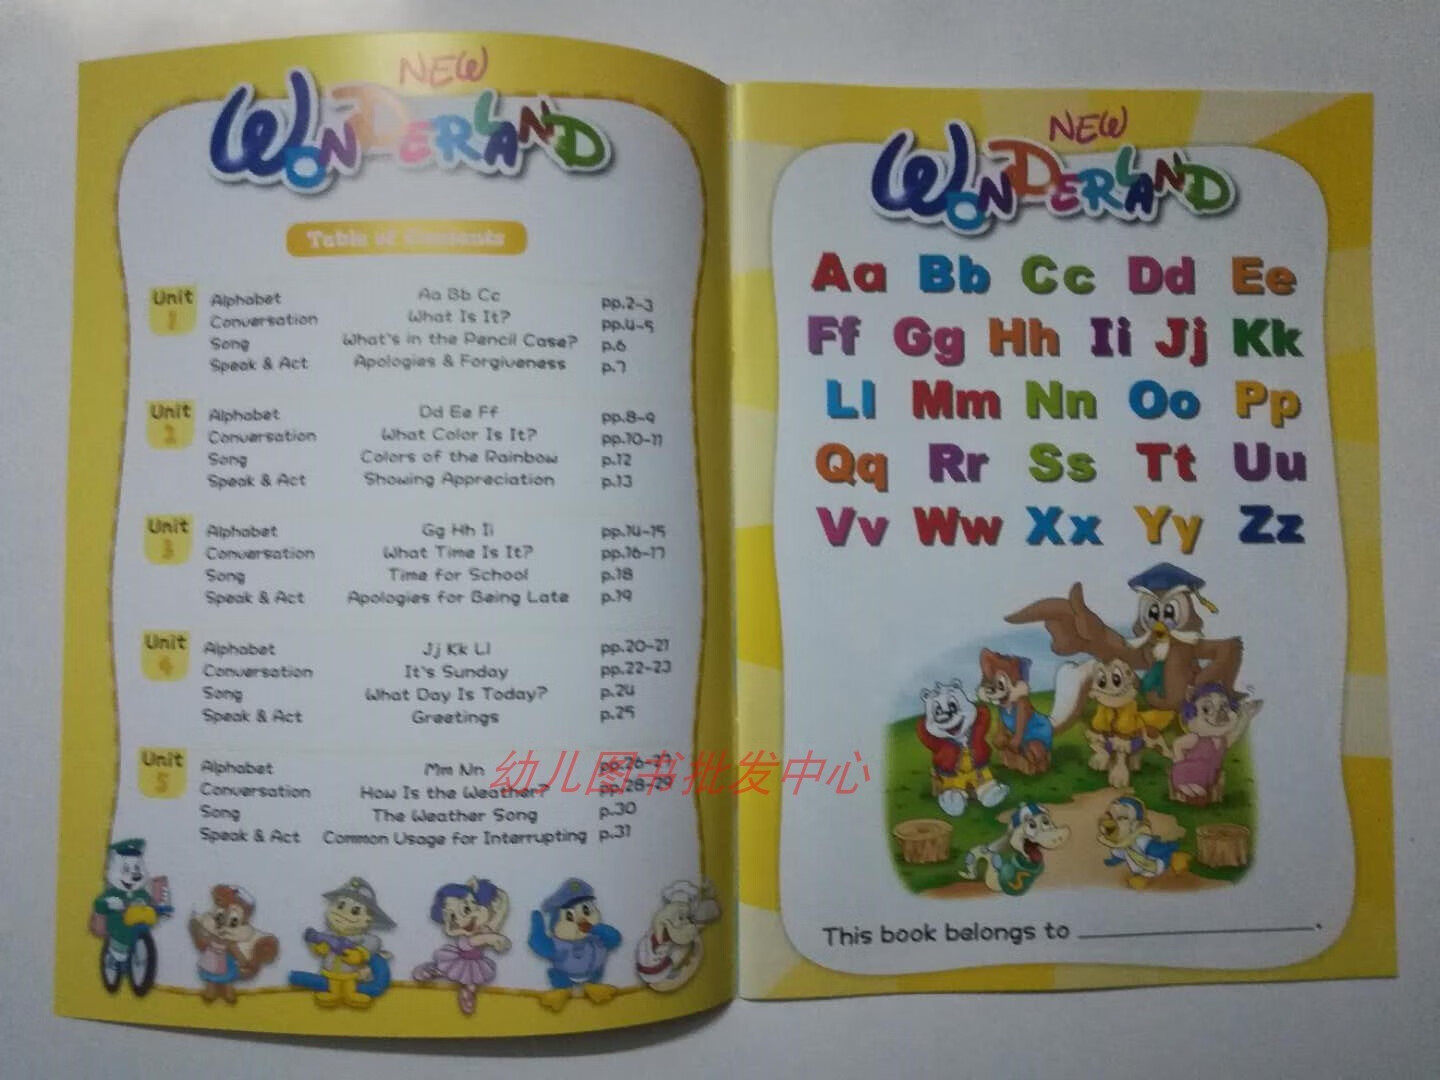 NEW
WONDERLAND
Table of Contents
Unit 1
Alphabet Aa Bb Cc pp.2-3
Conversation What Is It? pp.4-5
Song What's in the Pencil Case? p.6
Speak & Act Apologies & Forgiveness p.7
Unit 2
Alphabet Dd Ee Ff pp.8-9
Conversation What Color Is It? pp.10-11
Song Colors of the Rainbow p.12
Speak & Act Showing Appreciation p.13
Unit 3
Alphabet Gg Hh Ii pp.14-15
Conversation What Time Is It? pp.16-17
Song Time for School p.18
Speak & Act Apologies for Being Late p.19
Unit 4
Alphabet Jj Kk Ll pp.20-21
Conversation It's Sunday pp.22-23
Song What Day Is Today? p.24
Speak & Act Greetings p.25
Unit 5
Alphabet Mm Nn pp.26-27
Conversation How Is the Weather? pp.28-29
Song The Weather Song p.30
Speak & Act Common Usage for Interrupting p.31
幼儿图书批发中心
NEW
WONDERLAND
Aa Bb Cc Dd Ee
Ff Gg Hh Ii Jj Kk
Ll Mm Nn Oo Pp
Qq Rr Ss Tt Uu
Vv Ww Xx Yy Zz
This book belongs to ____________.